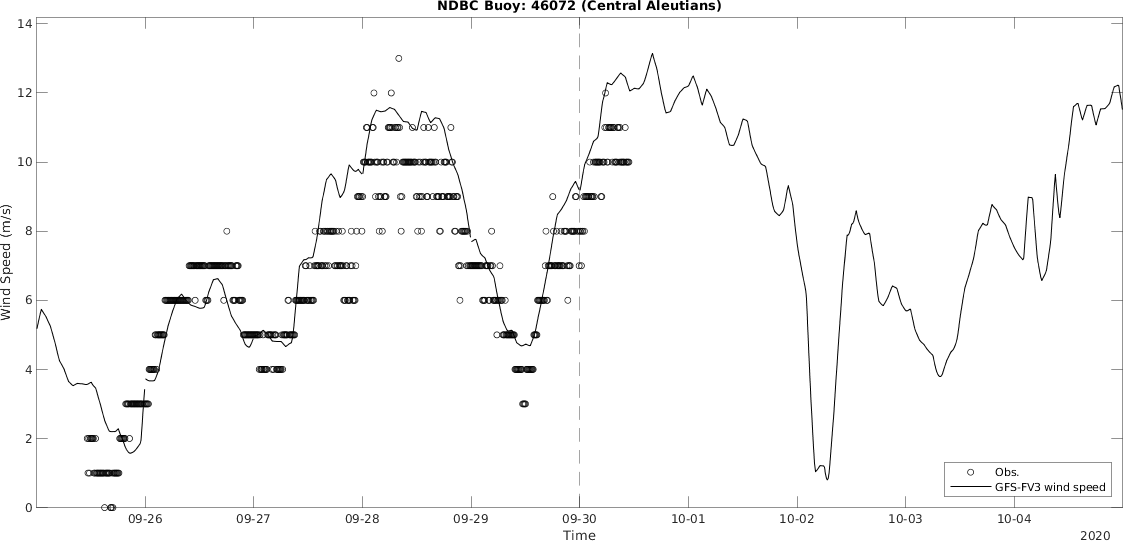 NDBC Buoy: 46072 (Central Aleutians)
14
12
10
8
6
4
2
0
Wind Speed (m/s)
09-26 09-27 09-28 09-29 09-30 10-01 10-02 10-03 10-04
Time
2020
Obs.
GFS-FV3 wind speed